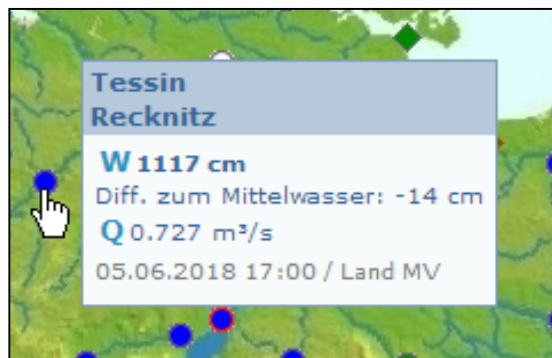 Tessin
Recknitz
W 1117 cm
Diff. zum Mittelwasser: -14 cm
Q 0.727 m³/s
05.06.2018 17:00 / Land MV